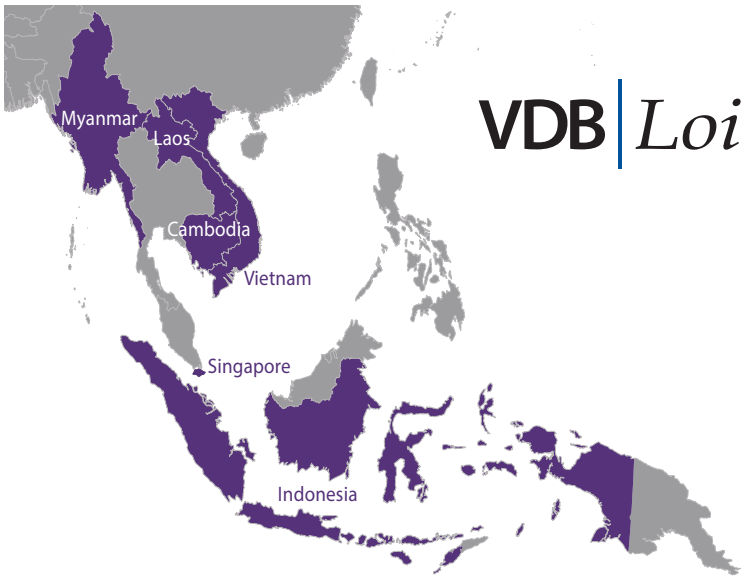 VDB Loi
Myanmar
Laos
Cambodia
Vietnam
Singapore
Indonesia